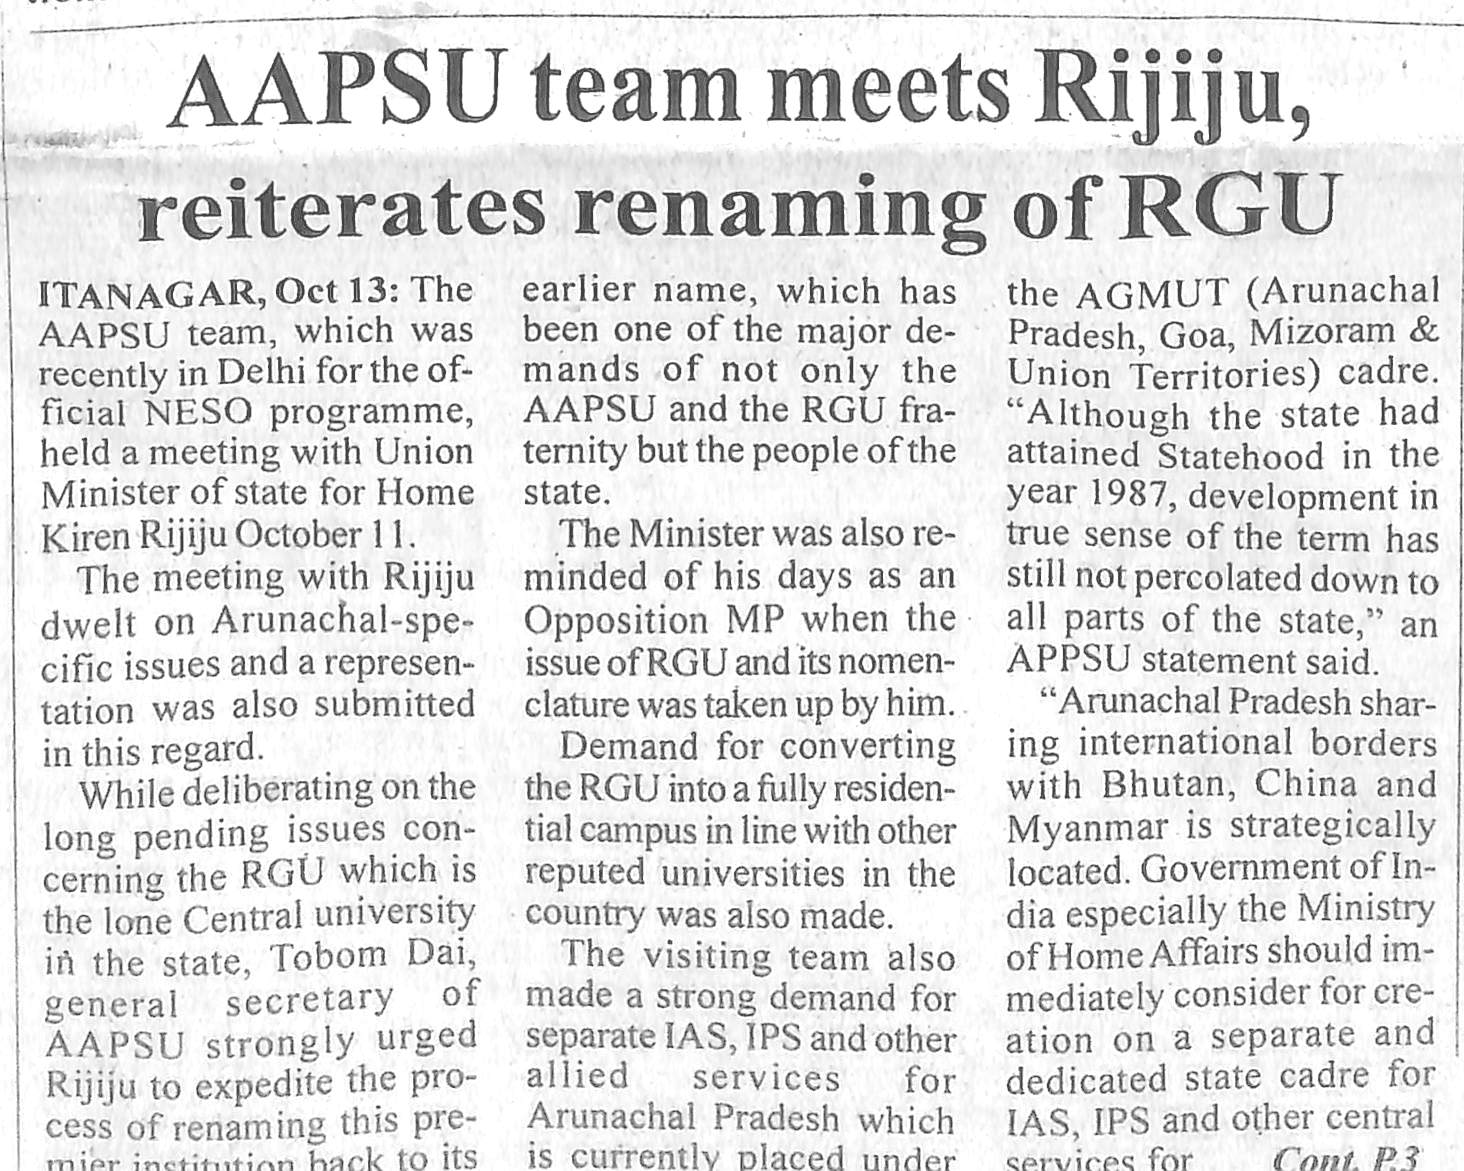 AAPSU team meets Rijiju,
reiterates renaming of RGU
ITANAGAR, Oct 13: The
AAPSU team, which was
recently in Delhi for the of-
ficial NESO programme,
held a meeting with Union
Minister of state for Home
Kiren Rijiju October 11.
The meeting with Rijiju
dwelt on Arunachal-spe-
cific issues and a represen-
tation was also submitted
in this regard.
While deliberating on the
long pending issues con-
cerning the RGU which is
the lone Central university
in the state, Tobom Dai,
general secretary of
AAPSU strongly urged
Rijiju to expedite the pro-
cess of renaming this pre-
mier institution back to its
earlier name, which has
been one of the major de-
mands of not only the
AAPSU and the RGU fra-
ternity but the people of the
state.
The Minister was also re-
minded of his days as an
Opposition MP when the
issue of RGU and its nomen-
clature was taken up by him.
Demand for converting
the RGU into a fully residen-
tial campus in line with other
reputed universities in the
country was also made.
The visiting team also
made a strong demand for
separate IAS, IPS and other
allied services for
Arunachal Pradesh which
is currently placed under
the AGMUT (Arunachal
Pradesh, Goa, Mizoram &
Union Territories) cadre.
“Although the state had
attained Statehood in the
year 1987, development in
true sense of the term has
still not percolated down to
all parts of the state,” an
APPSU statement said.
“Arunachal Pradesh shar-
ing international borders
with Bhutan, China and
Myanmar is strategically
located. Government of In-
dia especially the Ministry
of Home Affairs should im-
mediately consider for cre-
ation on a separate and
dedicated state cadre for
IAS, IPS and other central
services for Cont. P.3